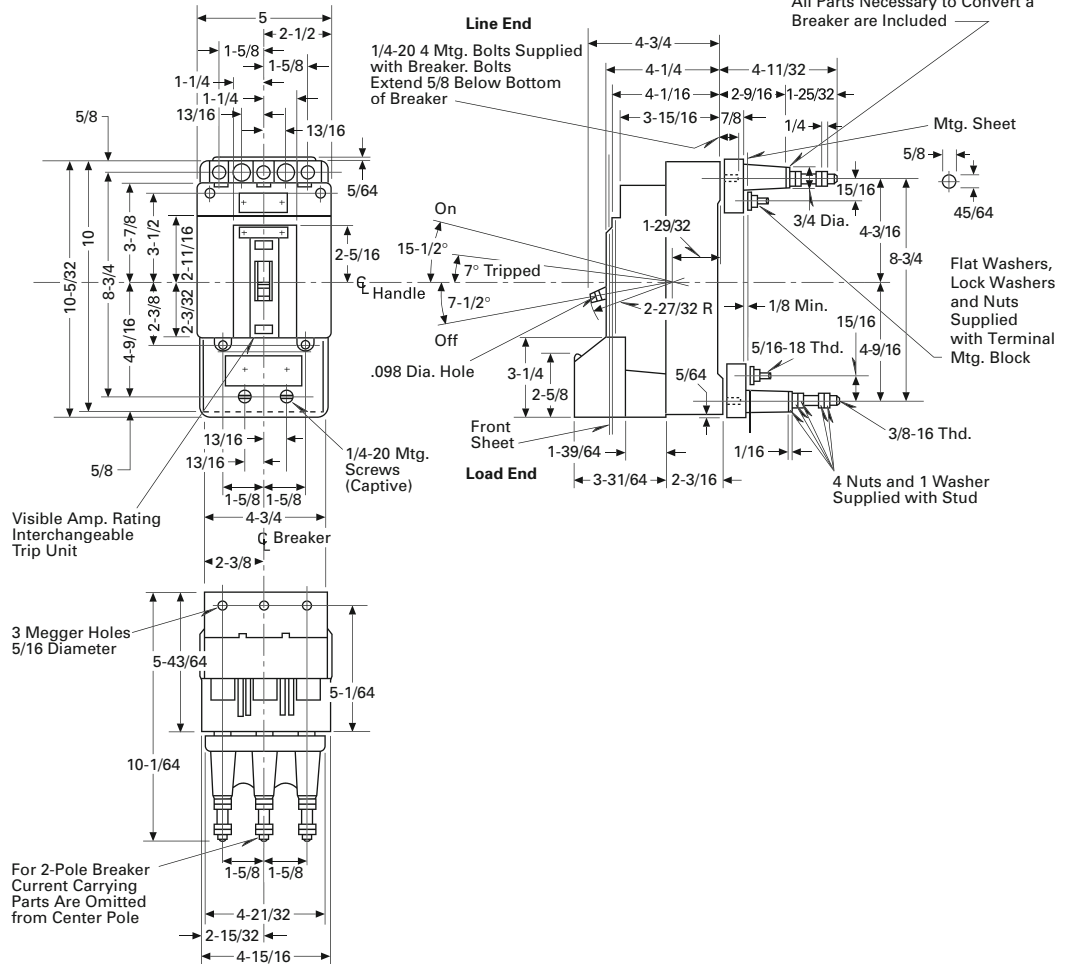 All Parts Necessary to Convert a
Breaker are Included
Line End
1/4-20 4 Mtg. Bolts Supplied
with Breaker. Bolts
Extend 5/8 Below Bottom
of Breaker
5
2-1/2
1-5/8
1-5/8
1-1/4
1-1/4
13/16
13/16
5/8
5/64
10-5/32
10
8-3/4
3-7/8
3-1/2
2-11/16
2-5/16
4-9/16
2-3/8
2-3/32
5/8
13/16
13/16
1-5/8
1-5/8
4-3/4
℄ Handle
On
15-1/2°
7° Tripped
7-1/2°
Off
.098 Dia. Hole
1/4-20 Mtg.
Screws
(Captive)
Visible Amp. Rating
Interchangeable
Trip Unit
4-3/4
4-1/4
4-11/32
4-1/16
2-9/16
1-25/32
3-15/16
7/8
1/4
Mtg. Sheet
5/8
45/64
15/16
3/4 Dia.
4-3/16
8-3/4
1-29/32
2-27/32 R
1/8 Min.
Flat Washers,
Lock Washers
and Nuts
Supplied
with Terminal
Mtg. Block
15/16
4-9/16
5/16-18 Thd.
3-1/4
2-5/8
5/64
Front
Sheet
Load End
1-39/64
3-31/64
2-3/16
1/16
3/8-16 Thd.
4 Nuts and 1 Washer
Supplied with Stud
℄ Breaker
2-3/8
3 Megger Holes
5/16 Diameter
5-43/64
5-1/64
10-1/64
For 2-Pole Breaker
Current Carrying
Parts Are Omitted
from Center Pole
1-5/8
1-5/8
4-21/32
2-15/32
4-15/16